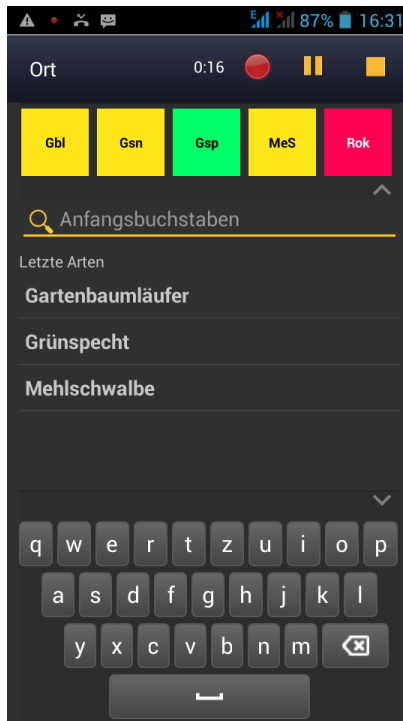 E 87% 16:31
Ort 0:16
Gbl Gsn Gsp MeS Rok
Anfangsbuchstaben
Letzte Arten
Gartenbaumläufer
Grünspecht
Mehlschwalbe
q w e r t z u i o p
a s d f g h j k l
y x c v b n m